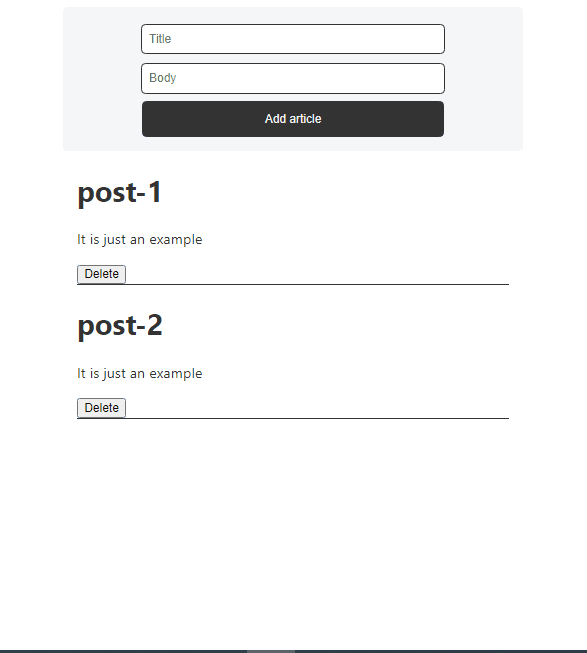 Title
Body
Add article
post-1
It is just an example
Delete
post-2
It is just an example
Delete